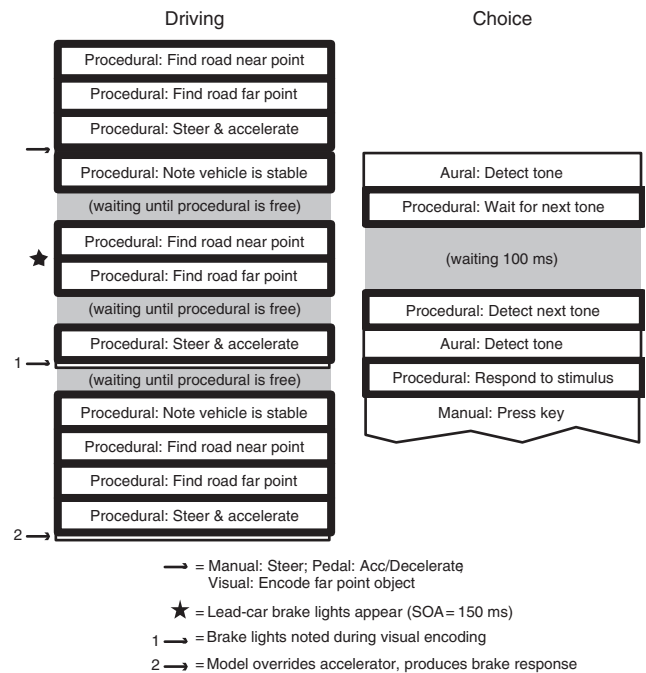 Driving
Choice
Procedural: Find road near point
Procedural: Find road far point
Procedural: Steer & accelerate
Procedural: Note vehicle is stable
(waiting until procedural is free)
Procedural: Find road near point
Procedural: Find road far point
(waiting until procedural is free)
Procedural: Steer & accelerate
1
(waiting until procedural is free)
Procedural: Note vehicle is stable
Procedural: Find road near point
Procedural: Find road far point
Procedural: Steer & accelerate
2
Aural: Detect tone
Procedural: Wait for next tone
(waiting 100 ms)
Procedural: Detect next tone
Aural: Detect tone
Procedural: Respond to stimulus
Manual: Press key
= Manual: Steer; Pedal: Acc/Decelerate;
Visual: Encode far point object
= Lead-car brake lights appear (SOA = 150 ms)
1 = Brake lights noted during visual encoding
2 = Model overrides accelerator, produces brake response